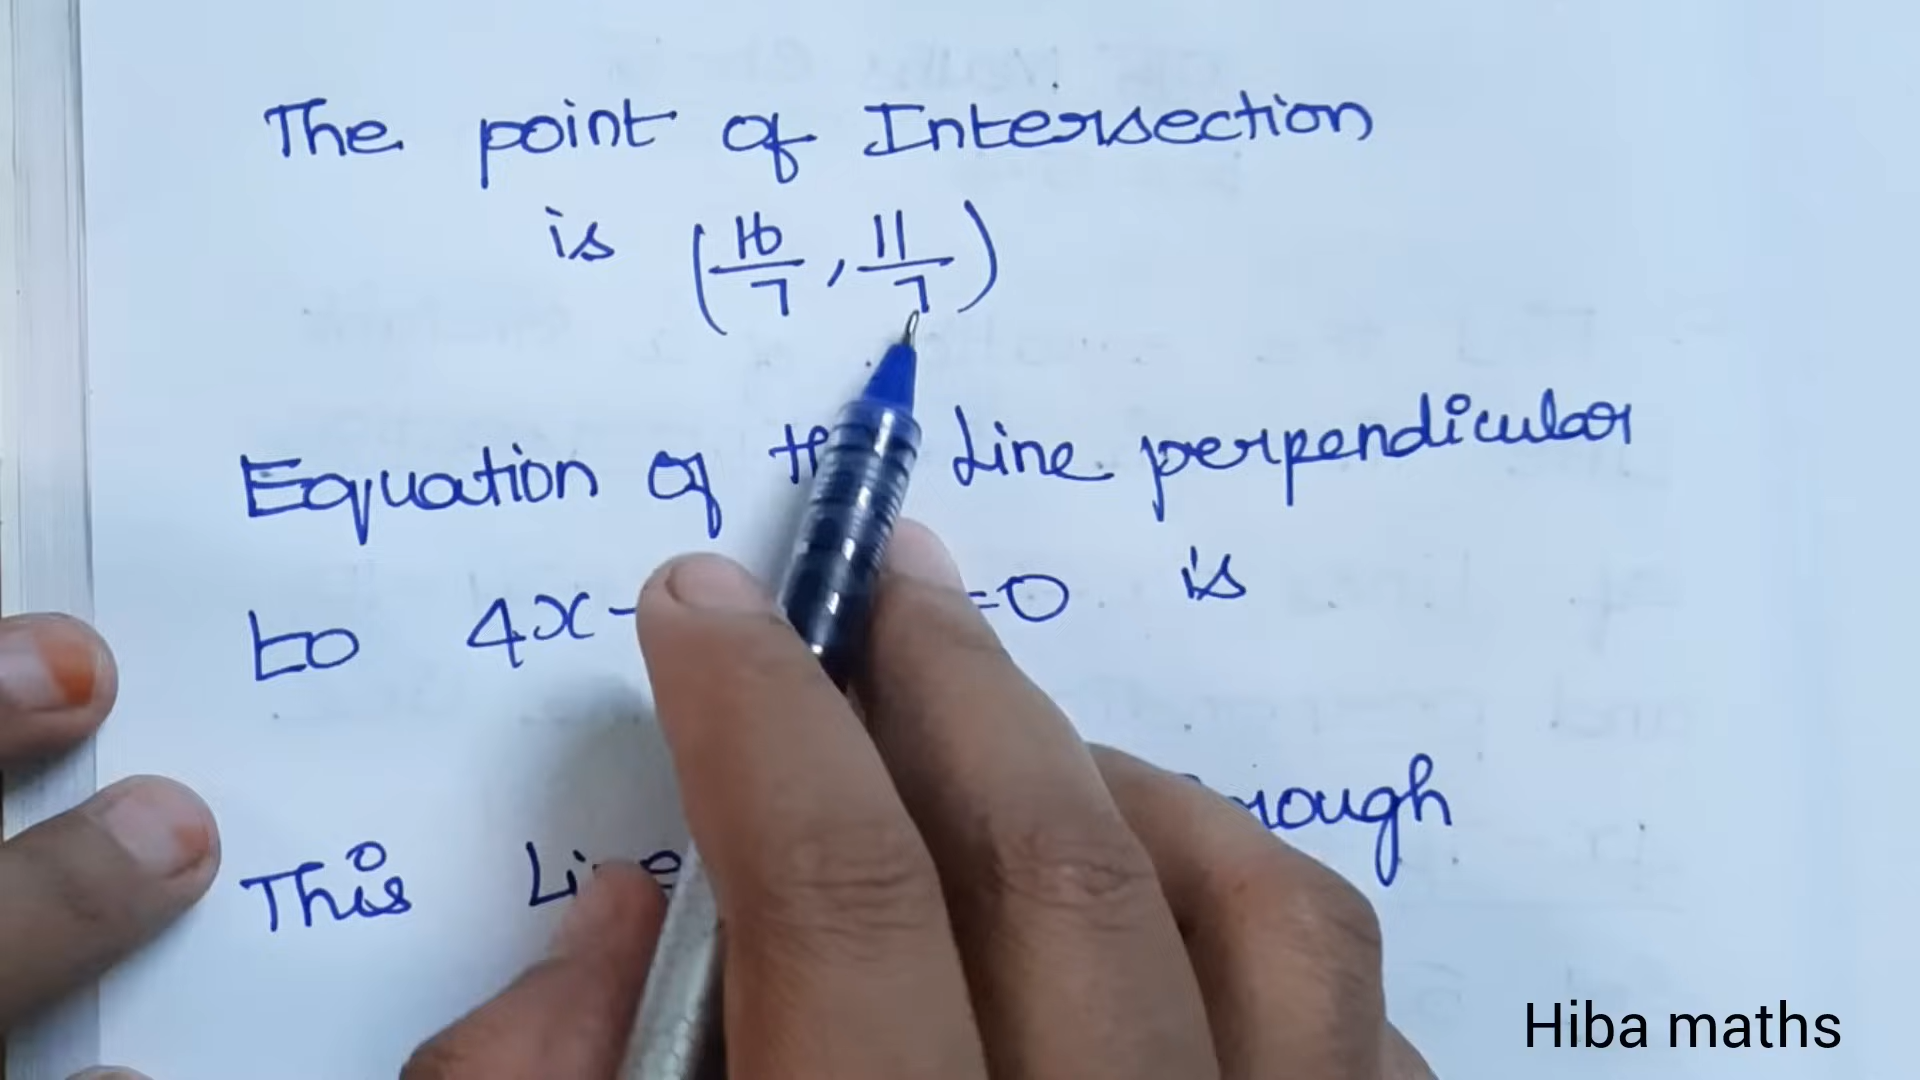 The point of Intersection
is (16/7, 11/7)
Equation of Line perpendicular
to 4x- =0 is
This
Hiba maths